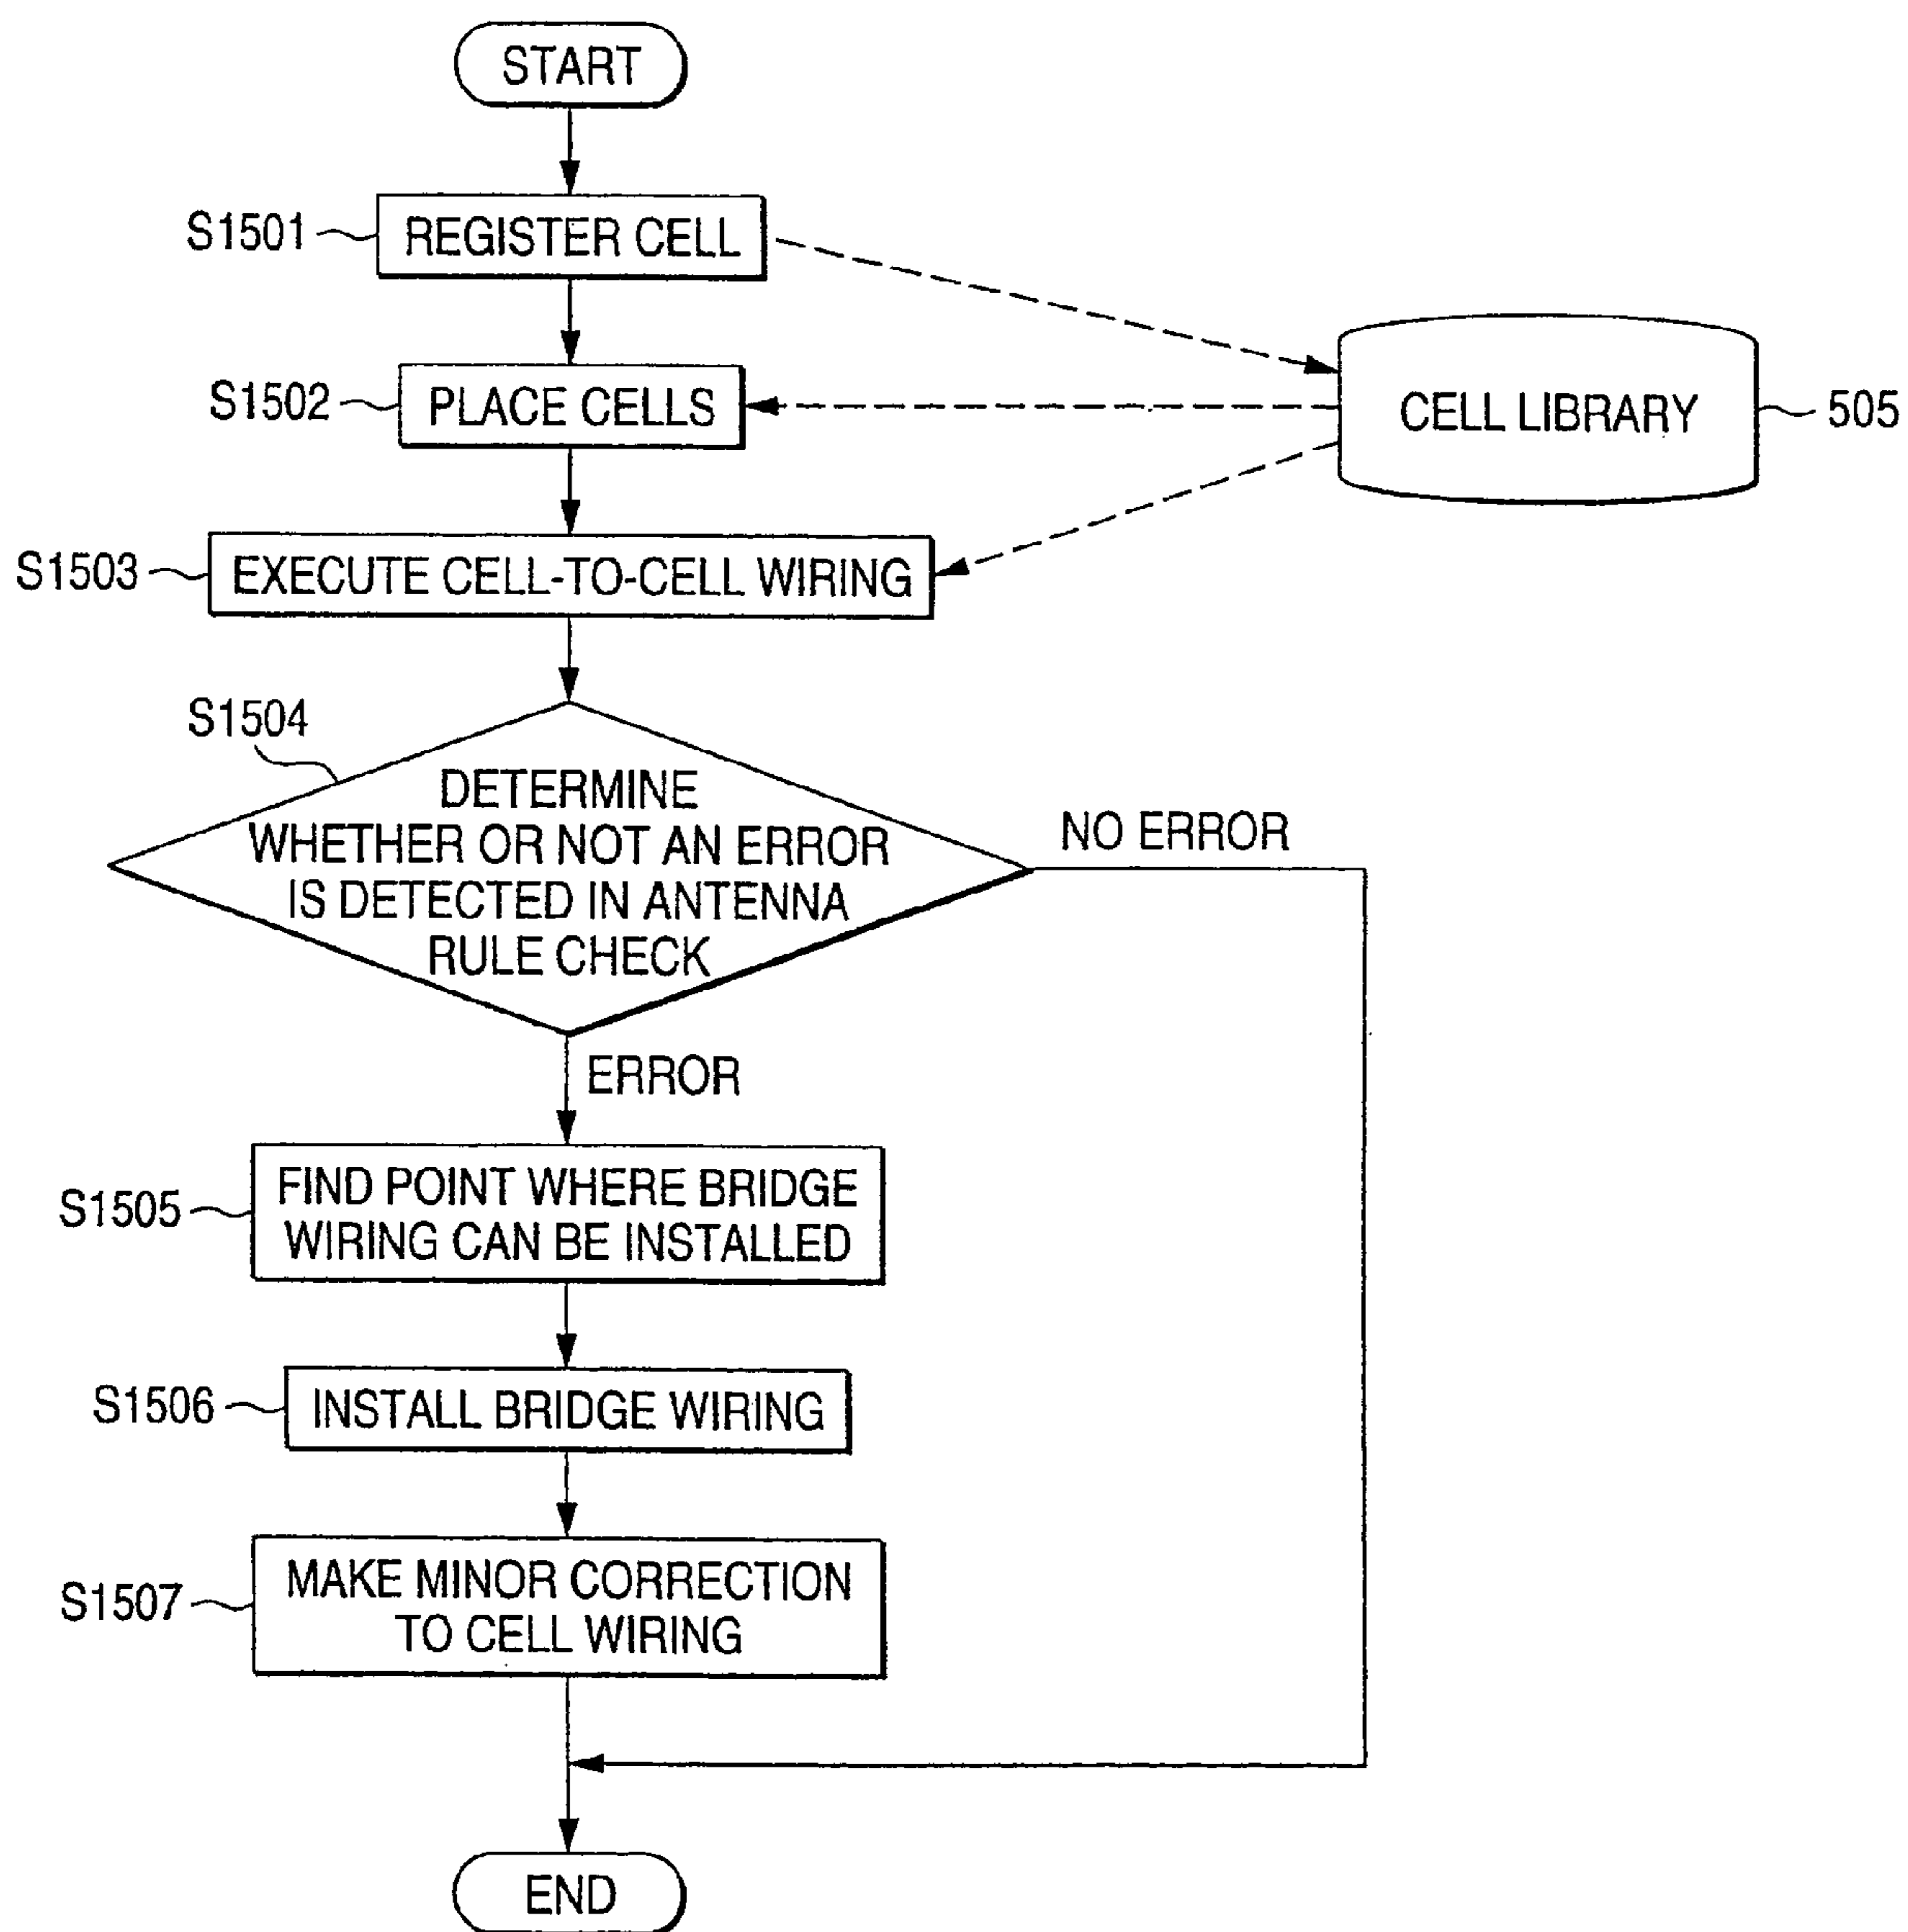 START
S1501
REGISTER CELL
S1502
PLACE CELLS
CELL LIBRARY
505
S1503
EXECUTE CELL-TO-CELL WIRING
S1504
DETERMINE
WHETHER OR NOT AN ERROR
IS DETECTED IN ANTENNA
RULE CHECK
NO ERROR
ERROR
S1505
FIND POINT WHERE BRIDGE
WIRING CAN BE INSTALLED
S1506
INSTALL BRIDGE WIRING
S1507
MAKE MINOR CORRECTION
TO CELL WIRING
END